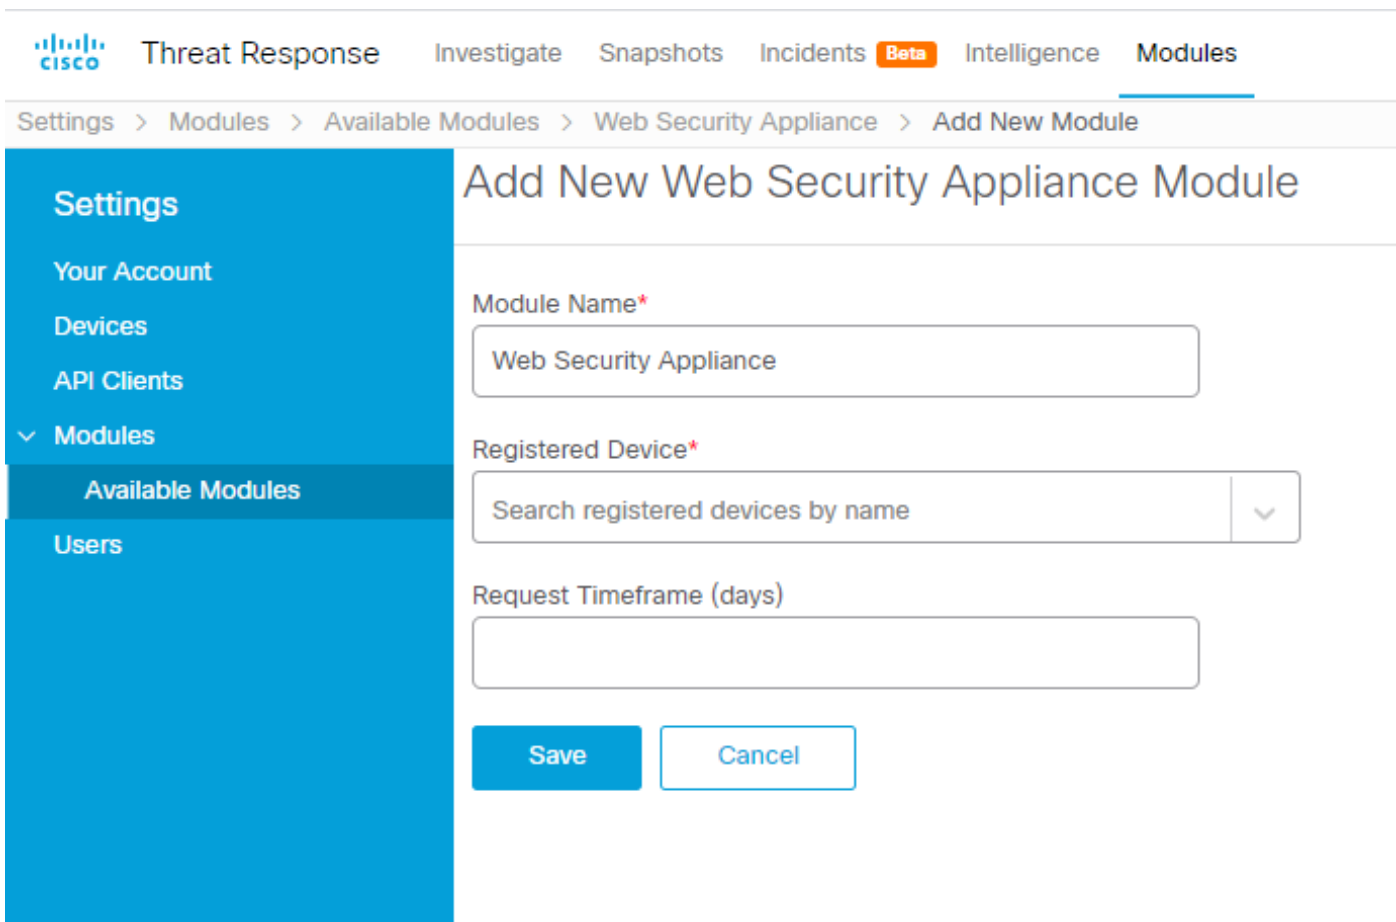 CISCO Threat Response Investigate Snapshots Incidents Beta Intelligence Modules
Settings > Modules > Available Modules > Web Security Appliance > Add New Module
Settings
Your Account
Devices
API Clients
Modules
Available Modules
Users
Add New Web Security Appliance Module
Module Name*
Web Security Appliance
Registered Device*
Search registered devices by name
Request Timeframe (days)
Save Cancel